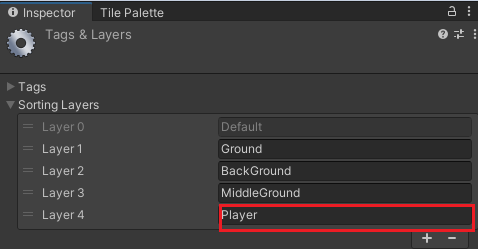 Inspector Tile Palette
Tags & Layers
Tags
Sorting Layers
Layer 0 Default
Layer 1 Ground
Layer 2 BackGround
Layer 3 MiddleGround
Layer 4 Player
+ −